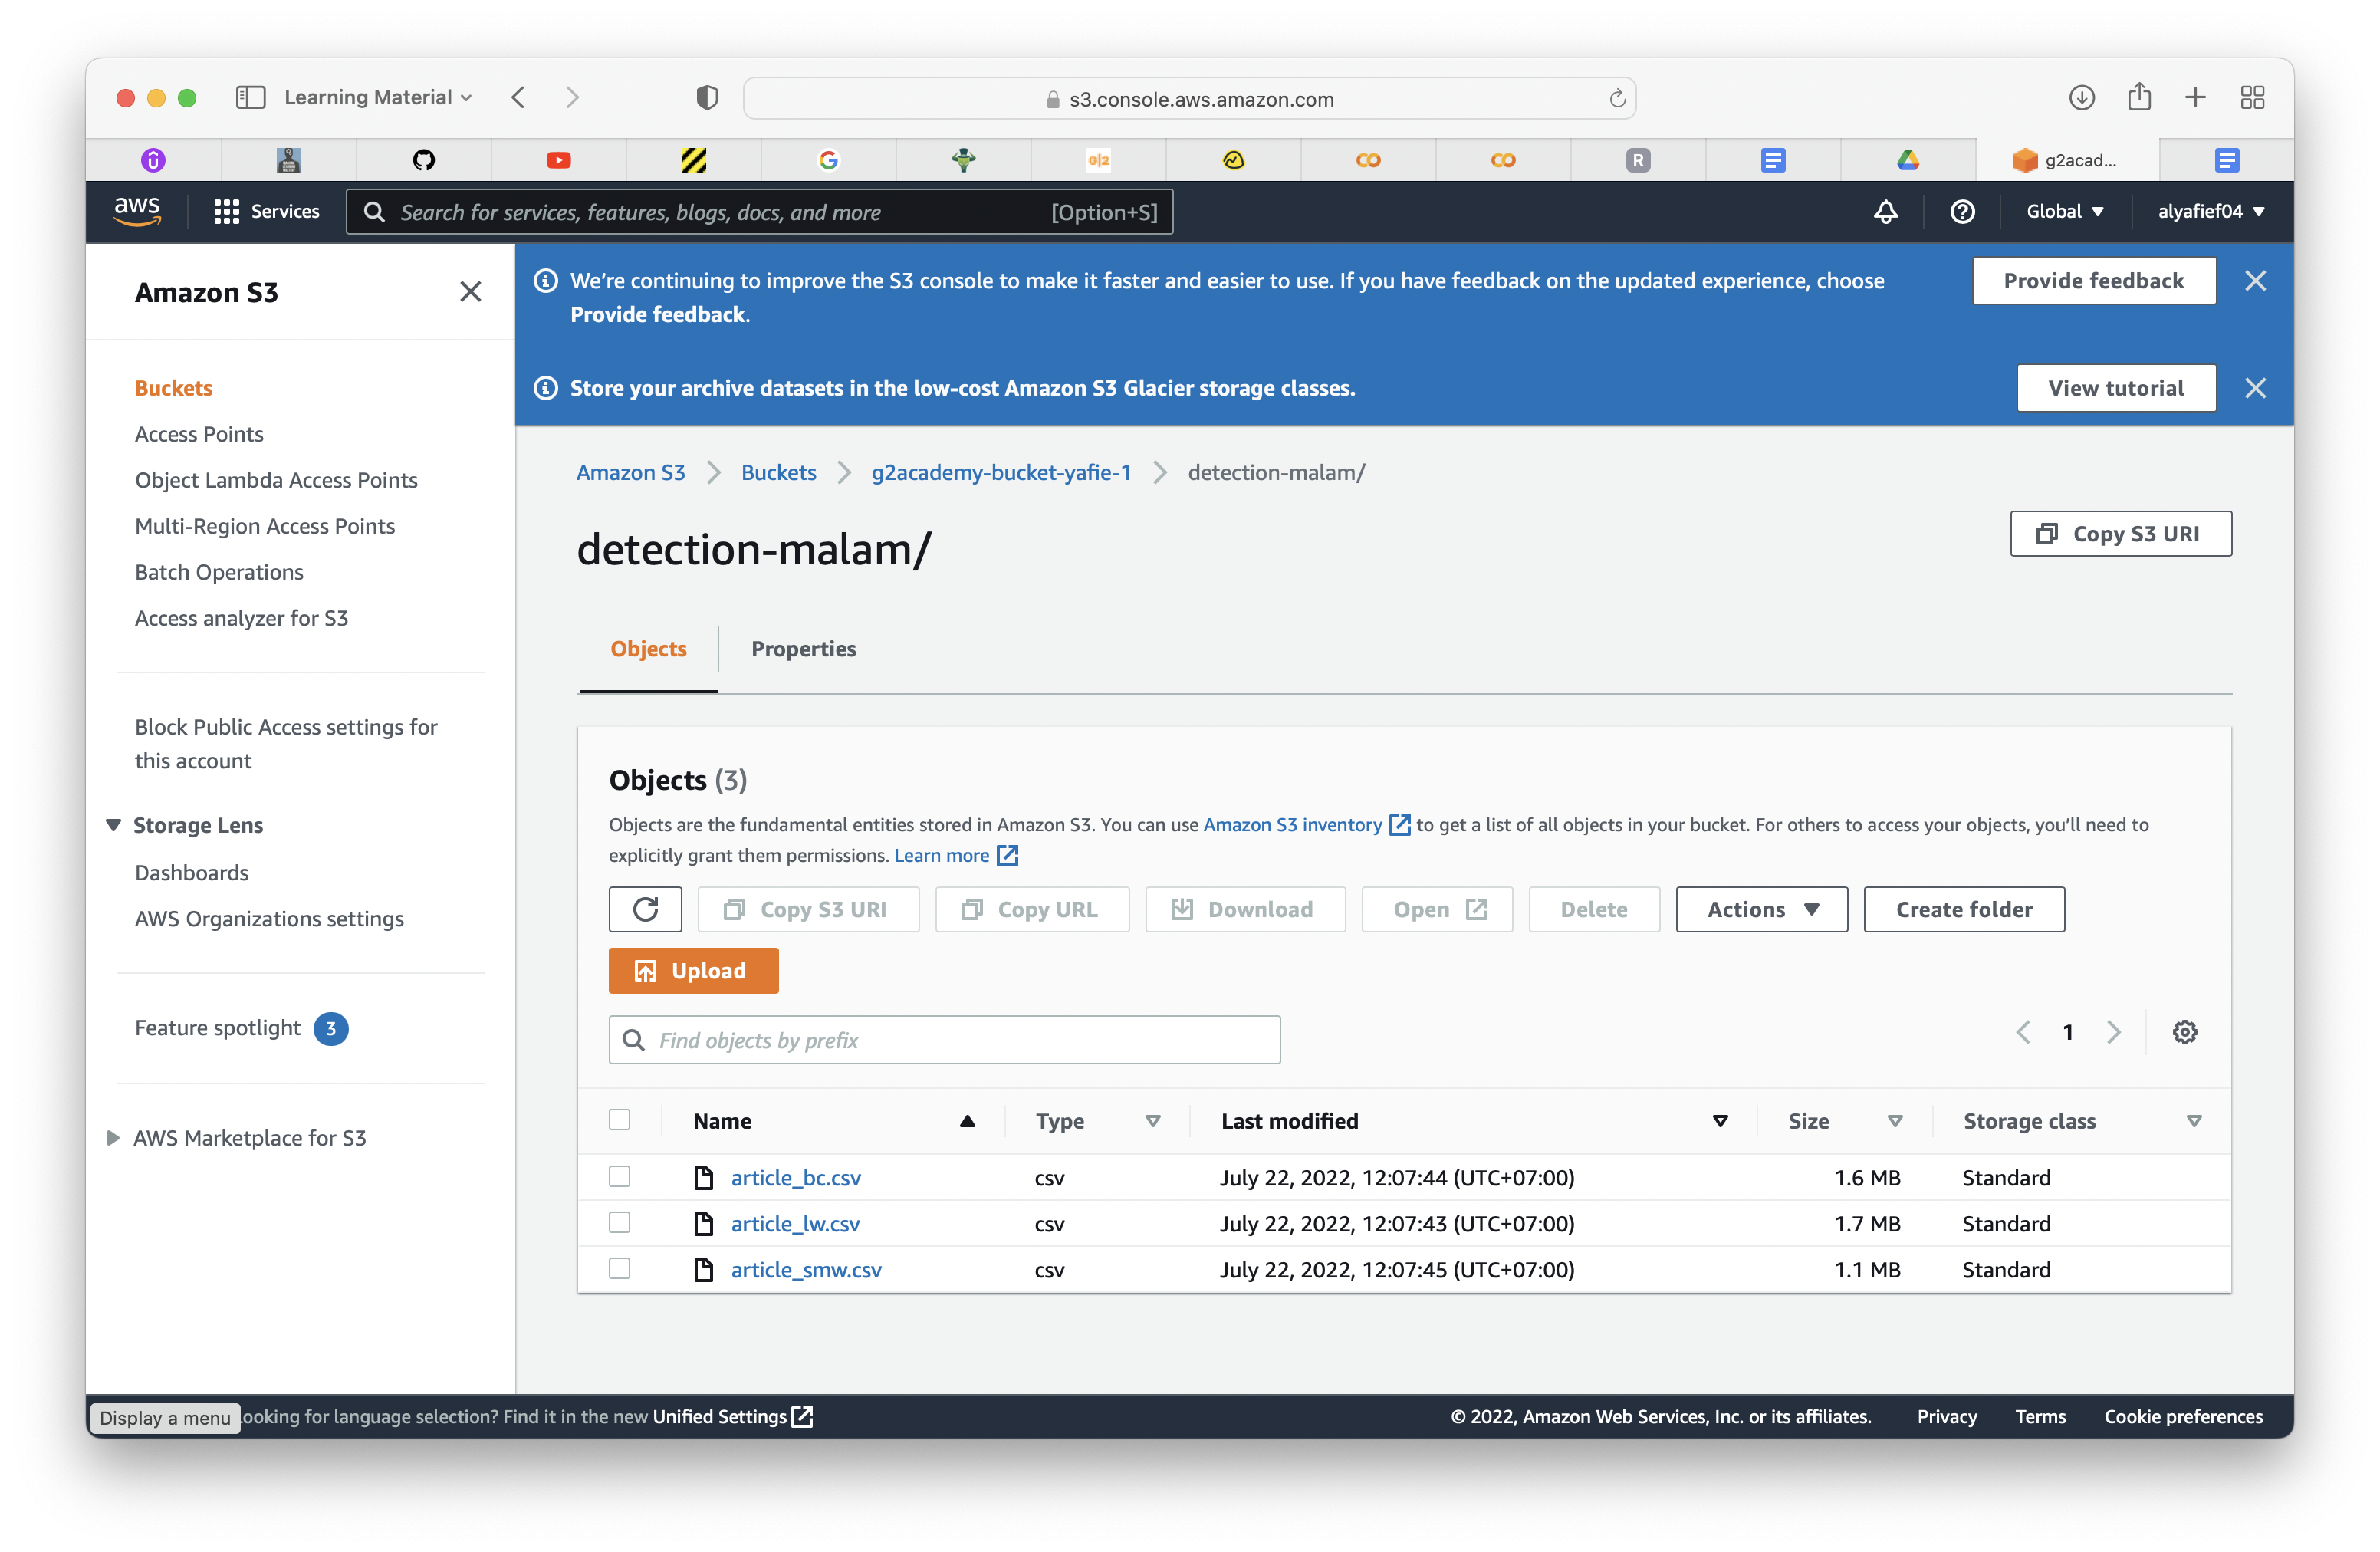 Learning Material
s3.console.aws.amazon.com
G|2
R
g2acad...
aws
Services
Search for services, features, blogs, docs, and more
[Option+S]
Global
alyafief04
Amazon S3
Buckets
Access Points
Object Lambda Access Points
Multi-Region Access Points
Batch Operations
Access analyzer for S3
Block Public Access settings for
this account
Storage Lens
Dashboards
AWS Organizations settings
Feature spotlight 3
AWS Marketplace for S3
We're continuing to improve the S3 console to make it faster and easier to use. If you have feedback on the updated experience, choose
Provide feedback.
Provide feedback
Store your archive datasets in the low-cost Amazon S3 Glacier storage classes.
View tutorial
Amazon S3 Buckets g2academy-bucket-yafie-1 detection-malam/
detection-malam/
Copy S3 URI
Objects Properties
Objects (3)
Objects are the fundamental entities stored in Amazon S3. You can use Amazon S3 inventory to get a list of all objects in your bucket. For others to access your objects, you'll need to
explicitly grant them permissions. Learn more
Copy S3 URI Copy URL Download Open Delete Actions Create folder
Upload
Find objects by prefix
1
Name Type Last modified Size Storage class
article_bc.csv csv July 22, 2022, 12:07:44 (UTC+07:00) 1.6 MB Standard
article_lw.csv csv July 22, 2022, 12:07:43 (UTC+07:00) 1.7 MB Standard
article_smw.csv csv July 22, 2022, 12:07:45 (UTC+07:00) 1.1 MB Standard
Display a menu
ooking for language selection? Find it in the new Unified Settings
© 2022, Amazon Web Services, Inc. or its affiliates. Privacy Terms Cookie preferences